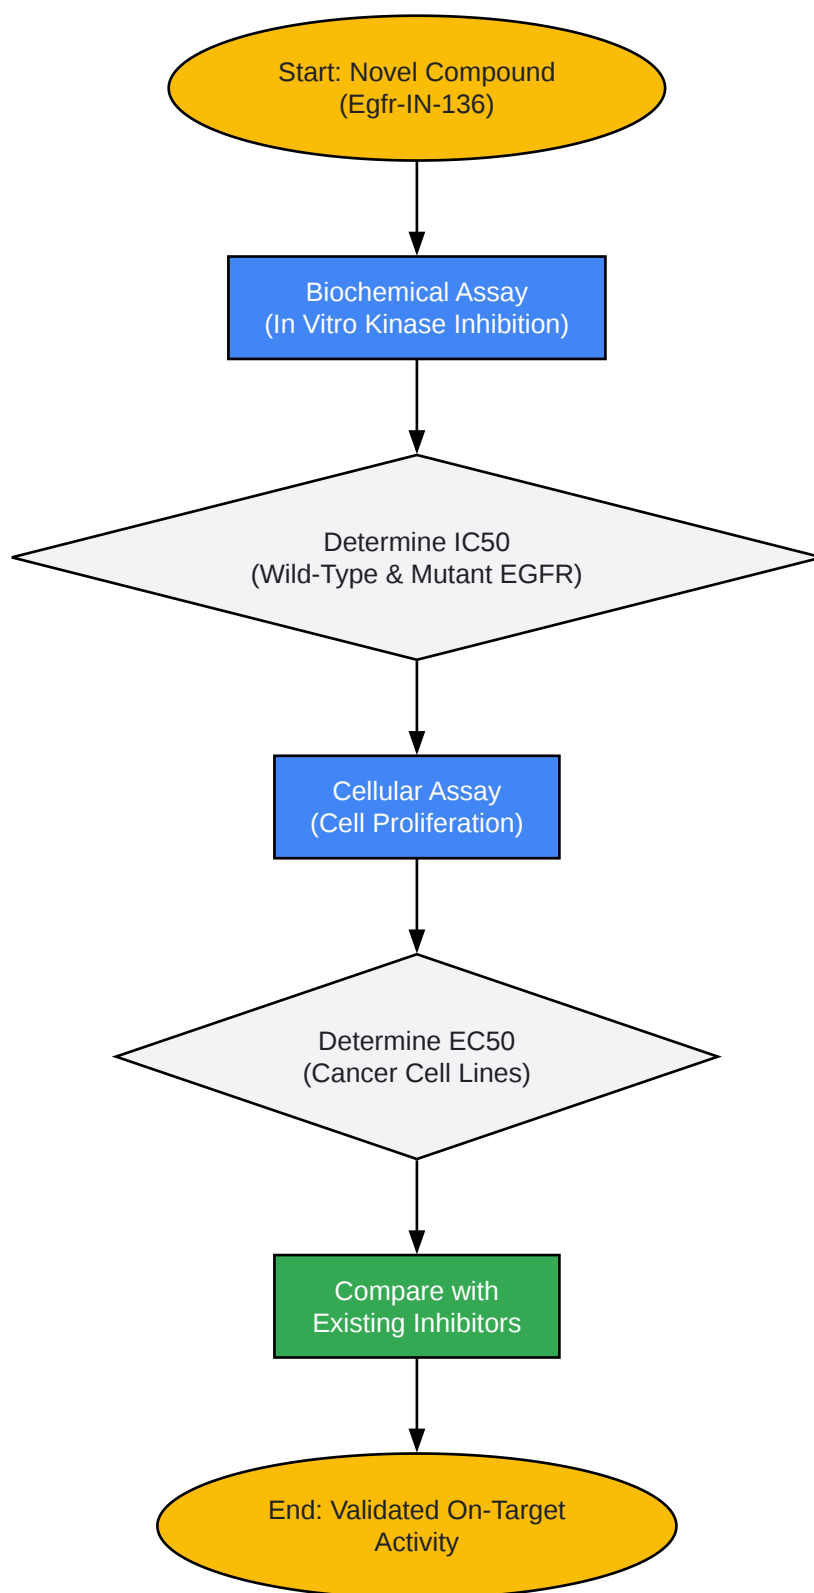 Start: Novel Compound
(Egfr-IN-136)
Biochemical Assay
(In Vitro Kinase Inhibition)
Determine IC50
(Wild-Type & Mutant EGFR)
Cellular Assay
(Cell Proliferation)
Determine EC50
(Cancer Cell Lines)
Compare with
Existing Inhibitors
End: Validated On-Target
Activity